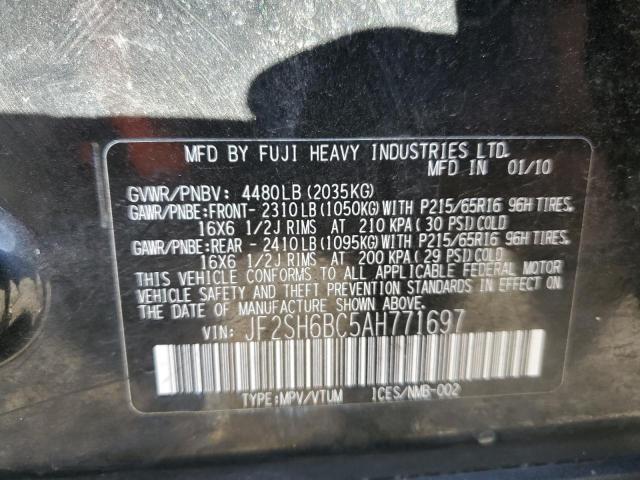 MFD BY FUJI HEAVY INDUSTRIES LTD.
MFD IN 01/10
GVWR/PNBV: 4480LB(2035KG)
GAWR/PNBE:FRONT- 2310LB(1050KG)WITH P215/65R16 96H TIRES,
16X6 1/2J RIMS AT 210 KPA(30 PSI)COLD
GAWR/PNBE:REAR - 2410LB(1095KG)WITH P215/65R16 96H TIRES,
16X6 1/2J RIMS AT 200 KPA(29 PSI)COLD
THIS VEHICLE CONFORMS TO ALL APPLICABLE FEDERAL MOTOR
VEHICLE SAFETY AND THEFT PREVENTION STANDARDS IN EFFECT ON
THE DATE OF MANUFACTURE SHOWN ABOVE.
VIN: JF2SH6BC5AH771697
TYPE:MPV/VTUM ICES/NMB-002